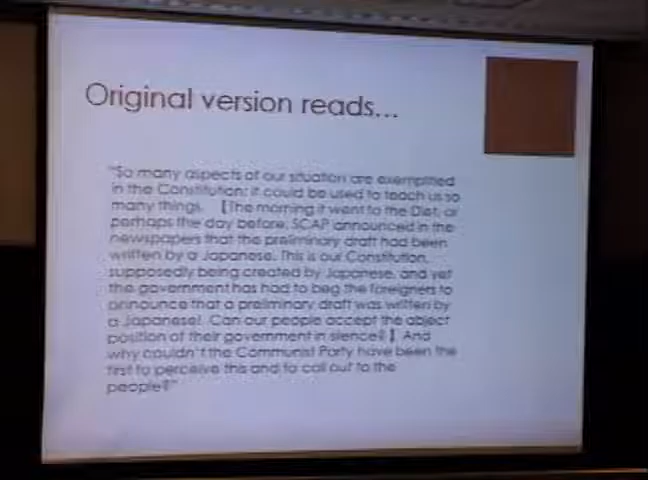 Original version reads...
"So many aspects of our situation are exemplified
in the Constitution; it could be used to teach us so
many things. 【The morning it went to the Diet, or
perhaps the day before, SCAP announced in the
newspapers that the preliminary draft had been
written by a Japanese. This is our Constitution,
supposedly being created by Japanese, and yet
the government has had to beg the foreigners to
announce that a preliminary draft was written by
a Japanese! Can our people accept the abject
position of their government in silence?】 And
why couldn't the Communist Party have been the
first to perceive this and to call out to the
people?"